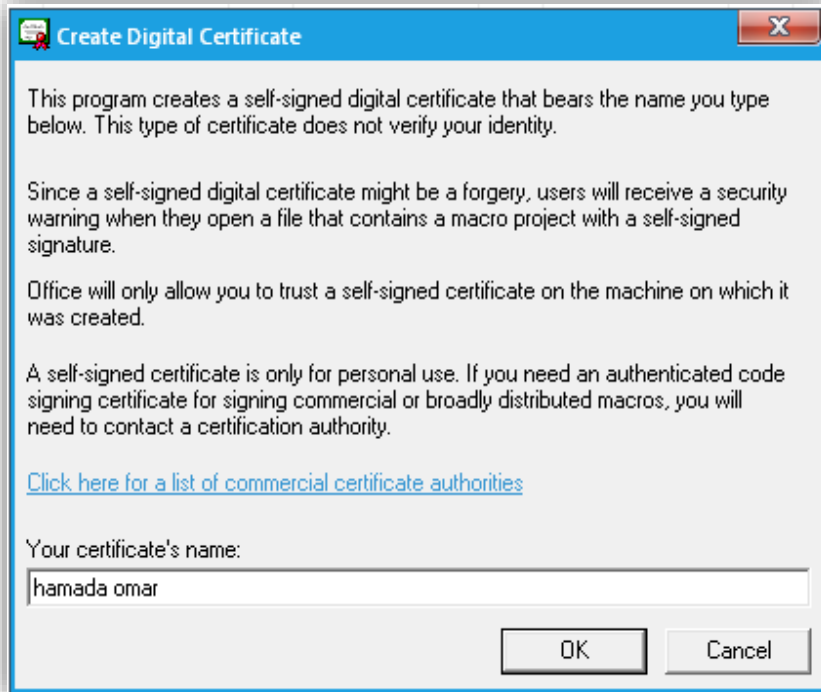 Create Digital Certificate
This program creates a self-signed digital certificate that bears the name you type
below. This type of certificate does not verify your identity.
Since a self-signed digital certificate might be a forgery, users will receive a security
warning when they open a file that contains a macro project with a self-signed
signature.
Office will only allow you to trust a self-signed certificate on the machine on which it
was created.
A self-signed certificate is only for personal use. If you need an authenticated code
signing certificate for signing commercial or broadly distributed macros, you will
need to contact a certification authority.
Click here for a list of commercial certificate authorities
Your certificate's name:
hamada omar
OK Cancel